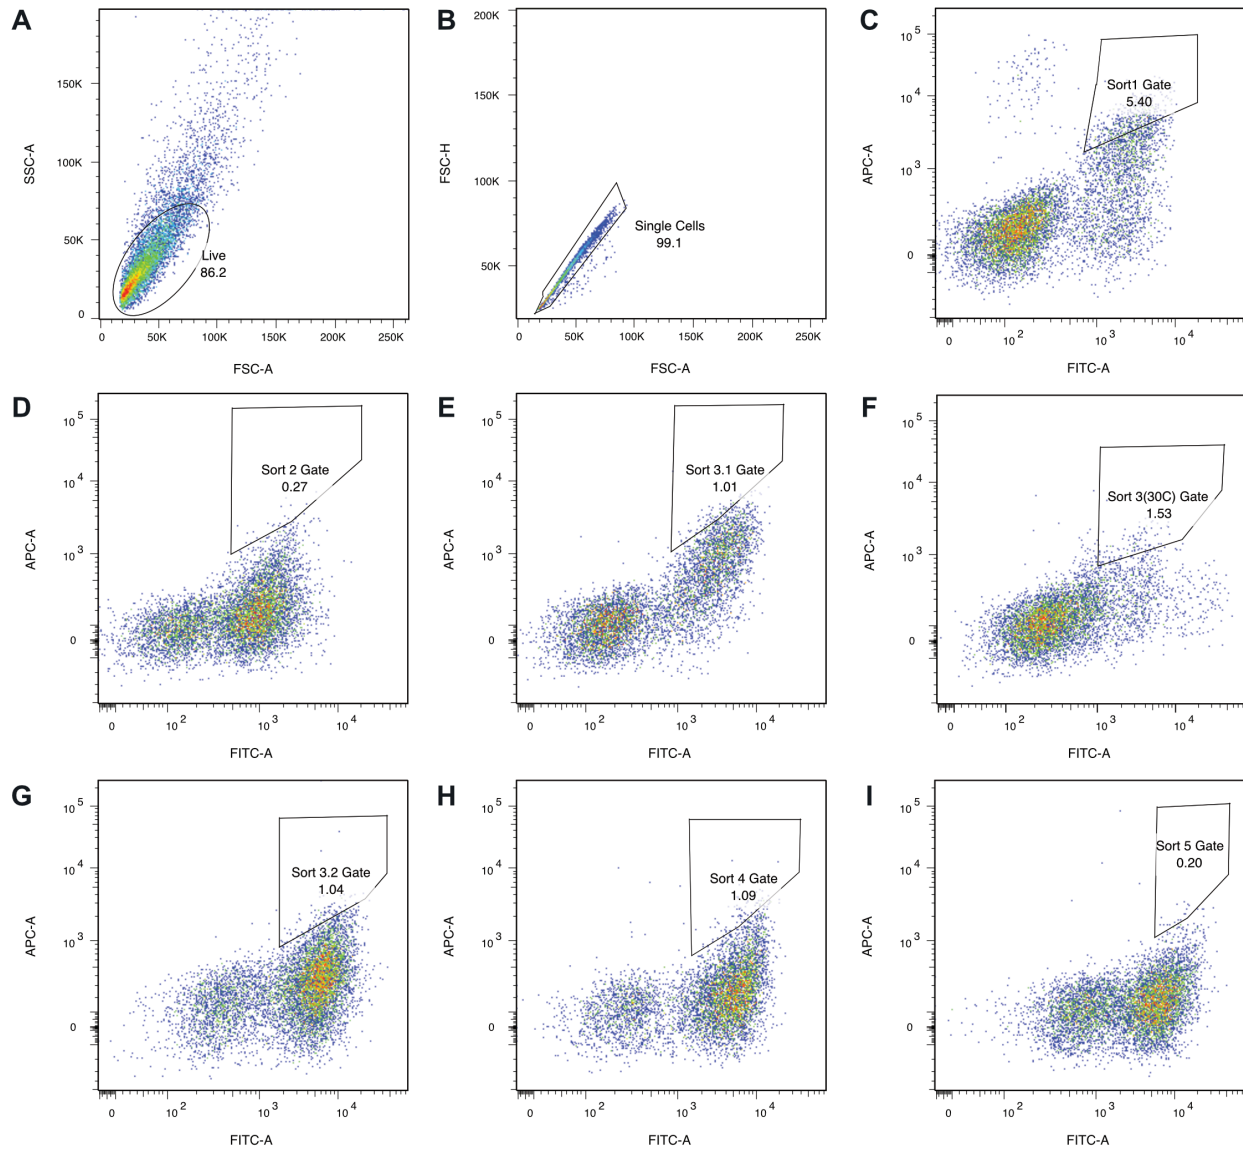 A
SSC-A
150K
100K
50K
0
Live
86.2
0 50K 100K 150K 200K 250K
FSC-A
B
FSC-H
200K
150K
100K
50K
Single Cells
99.1
0 50K 100K 150K 200K 250K
FSC-A
C
APC-A
10 5
10 4
10 3
0
Sort1 Gate
5.40
0 10 2 10 3 10 4
FITC-A
D
APC-A
10 5
10 4
10 3
0
Sort 2 Gate
0.27
0 10 2 10 3 10 4
FITC-A
E
APC-A
10 5
10 4
10 3
0
Sort 3.1 Gate
1.01
0 10 2 10 3 10 4
FITC-A
F
APC-A
10 5
10 4
10 3
0
Sort 3(30C) Gate
1.53
0 10 2 10 3 10 4
FITC-A
G
APC-A
10 5
10 4
10 3
0
Sort 3.2 Gate
1.04
0 10 2 10 3 10 4
FITC-A
H
APC-A
10 5
10 4
10 3
0
Sort 4 Gate
1.09
0 10 2 10 3 10 4
FITC-A
I
APC-A
10 5
10 4
10 3
0
Sort 5 Gate
0.20
0 10 2 10 3 10 4
FITC-A